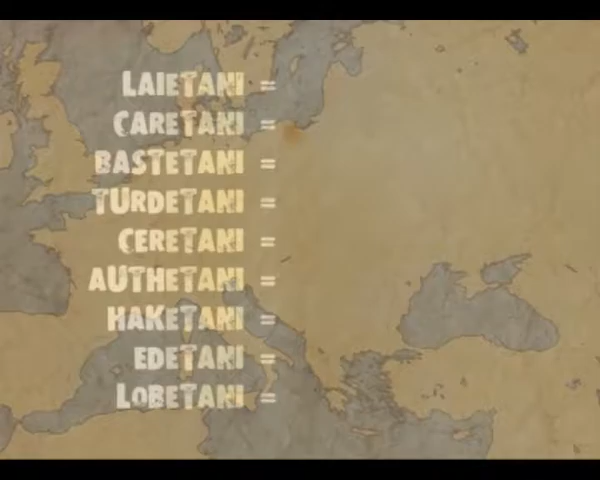 LAIETANI =
CARETANI =
BASTETANI =
TURDETANI =
CERETANI =
AUTHETANI =
HAKETANI =
EDETANI =
LOBETANI =